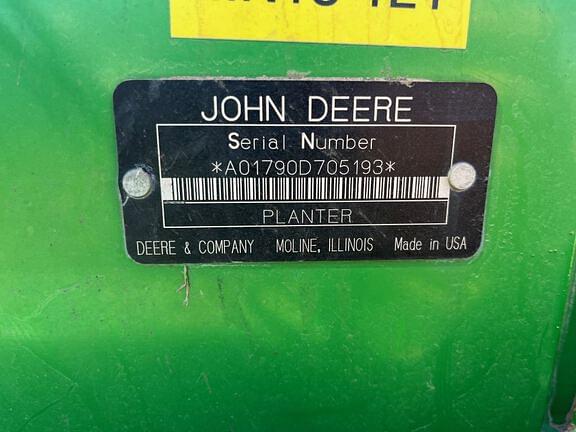 JOHN DEERE
Serial Number
*A01790D705193*
PLANTER
DEERE & COMPANY MOLINE, ILLINOIS Made in USA